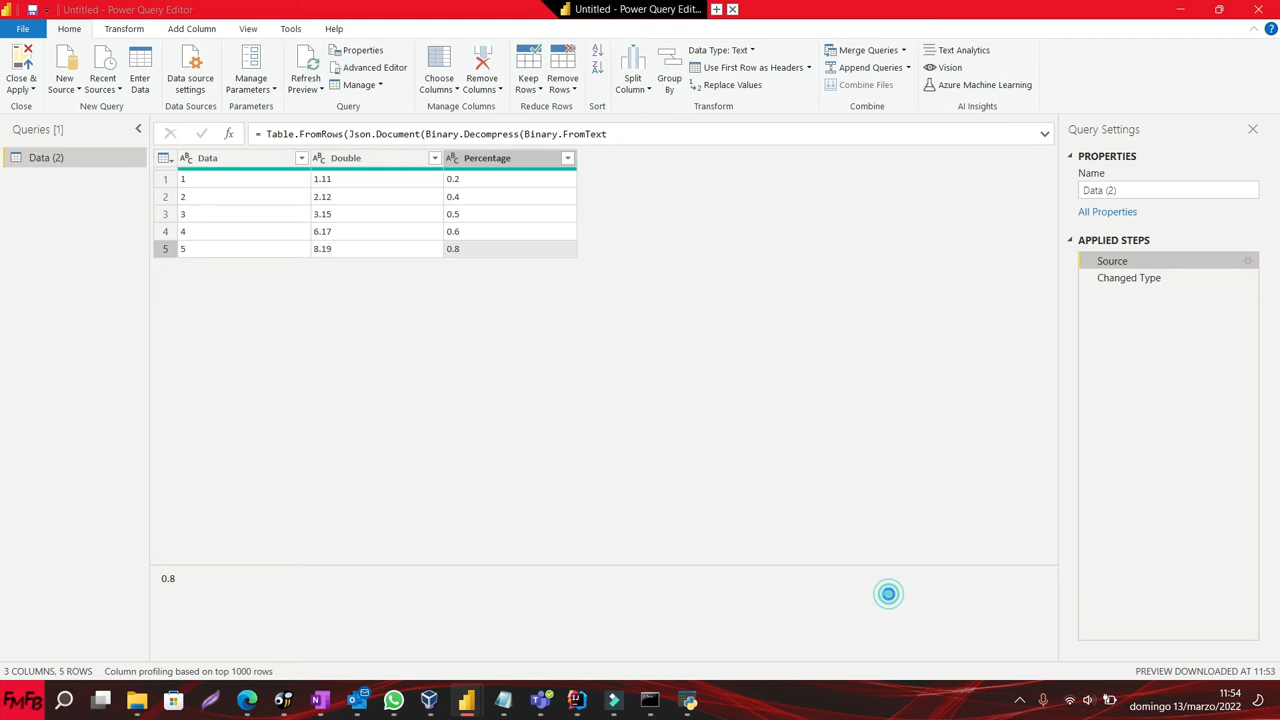 Untitled - Power Query Editor
Untitled - Power Query Edit...
File Home Transform Add Column View Tools Help
Close & Apply
New Source
Recent Sources
Enter Data
Data source settings
Manage Parameters
Refresh Preview
Properties
Advanced Editor
Manage
Choose Columns
Remove Columns
Keep Rows
Remove Rows
Split Column
Group By
Data Type: Text
Use First Row as Headers
Replace Values
Merge Queries
Append Queries
Combine Files
Text Analytics
Vision
Azure Machine Learning
Close New Query Data Sources Parameters Query Manage Columns Reduce Rows Sort Transform Combine AI Insights
Queries [1]
Data (2)
fx
= Table.FromRows(Json.Document(Binary.Decompress(Binary.FromText
ABC Data ABC Double ABC Percentage
1 1 1.11 0.2
2 2 2.12 0.4
3 3 3.15 0.5
4 4 6.17 0.6
5 5 8.19 0.8
0.8
Query Settings
PROPERTIES
Name
Data (2)
All Properties
APPLIED STEPS
Source
Changed Type
3 COLUMNS, 5 ROWS Column profiling based on top 1000 rows
PREVIEW DOWNLOADED AT 11:53
FMFB
11:54
domingo 13/marzo/2022